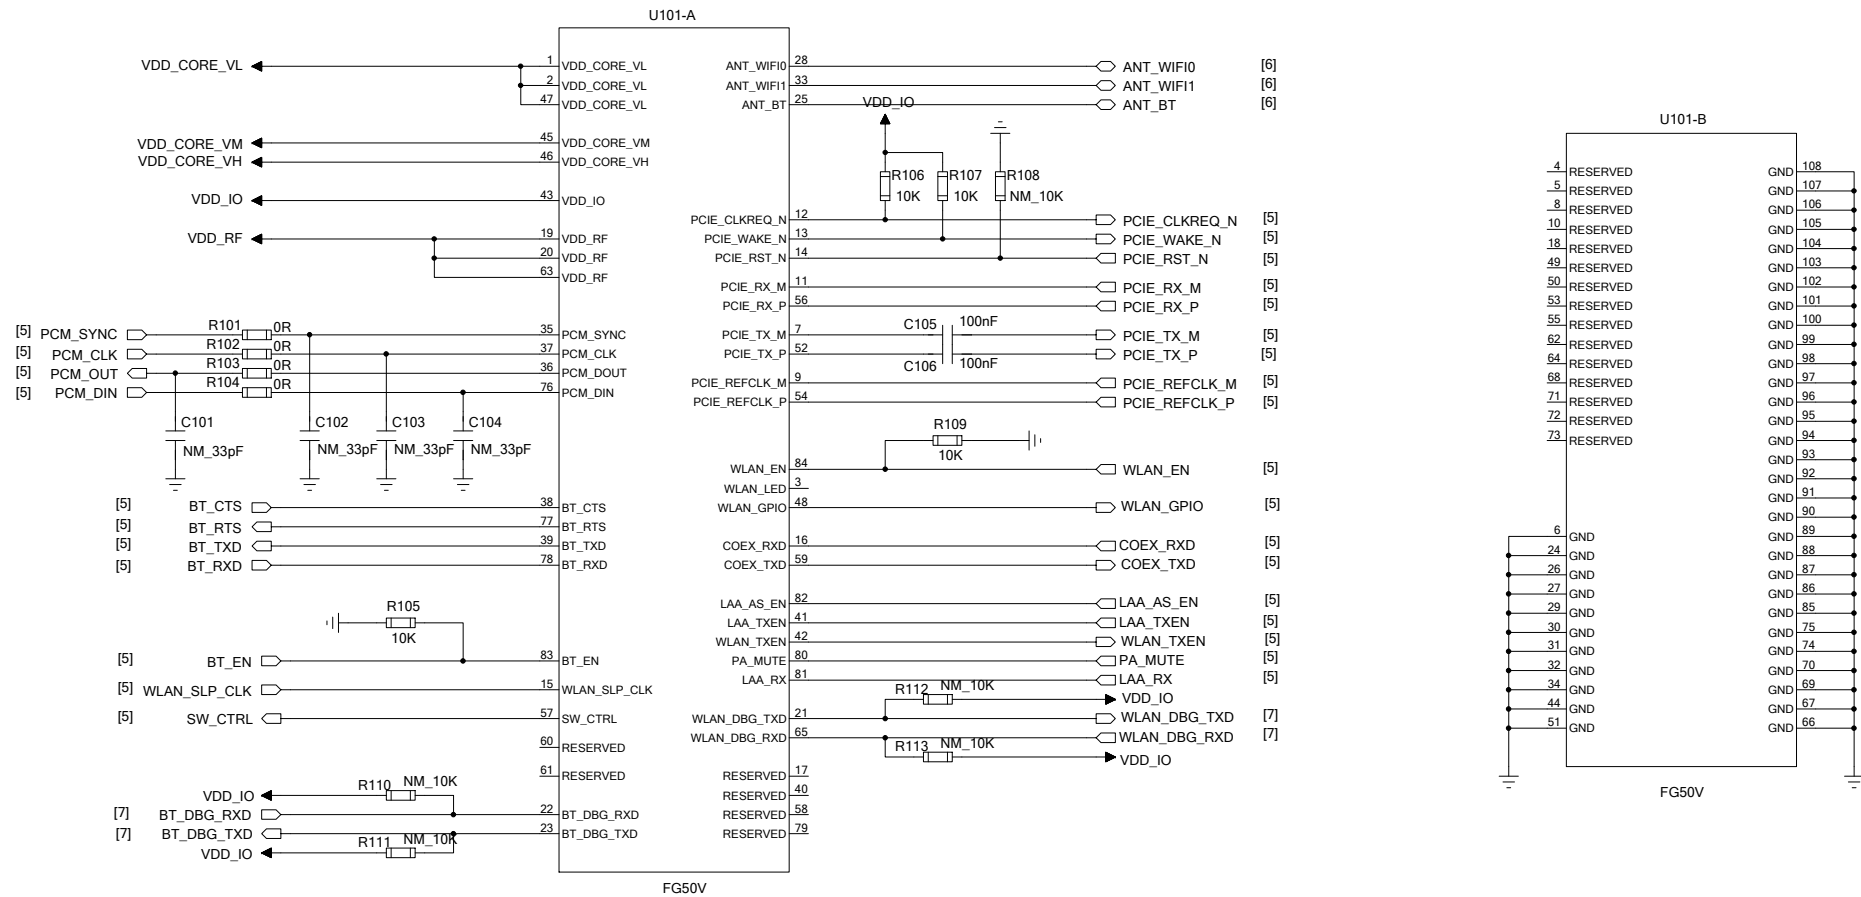 U101-A
VDD_CORE_VL 1 VDD_CORE_VL
2 VDD_CORE_VL
47 VDD_CORE_VL
VDD_CORE_VM 45 VDD_CORE_VM
VDD_CORE_VH 46 VDD_CORE_VH
VDD_IO 43 VDD_IO
VDD_RF 19 VDD_RF
20 VDD_RF
63 VDD_RF
[5] PCM_SYNC R101 0R 35 PCM_SYNC
[5] PCM_CLK R102 0R 37 PCM_CLK
[5] PCM_OUT R103 0R 36 PCM_DOUT
[5] PCM_DIN R104 0R 76 PCM_DIN
C101 C102 C103 C104
NM_33pF NM_33pF NM_33pF NM_33pF
[5] BT_CTS 38 BT_CTS
[5] BT_RTS 77 BT_RTS
[5] BT_TXD 39 BT_TXD
[5] BT_RXD 78 BT_RXD
R105
10K
[5] BT_EN 83 BT_EN
[5] WLAN_SLP_CLK 15 WLAN_SLP_CLK
[5] SW_CTRL 57 SW_CTRL
60 RESERVED
61 RESERVED
VDD_IO R110 NM_10K
[7] BT_DBG_RXD 22 BT_DBG_RXD
[7] BT_DBG_TXD 23 BT_DBG_TXD
VDD_IO R111 NM_10K
ANT_WIFI0 28 ANT_WIFI0 [6]
ANT_WIFI1 33 ANT_WIFI1 [6]
ANT_BT 25 ANT_BT [6]
VDD_IO
R106 R107 R108
10K 10K NM_10K
PCIE_CLKREQ_N 12 PCIE_CLKREQ_N [5]
PCIE_WAKE_N 13 PCIE_WAKE_N [5]
PCIE_RST_N 14 PCIE_RST_N [5]
PCIE_RX_M 11 PCIE_RX_M [5]
PCIE_RX_P 56 PCIE_RX_P [5]
PCIE_TX_M 7 C105 100nF PCIE_TX_M [5]
PCIE_TX_P 52 C106 100nF PCIE_TX_P [5]
PCIE_REFCLK_M 9 PCIE_REFCLK_M [5]
PCIE_REFCLK_P 54 PCIE_REFCLK_P [5]
R109
10K
WLAN_EN 84 WLAN_EN [5]
WLAN_LED 3
WLAN_GPIO 48 WLAN_GPIO [5]
COEX_RXD 16 COEX_RXD [5]
COEX_TXD 59 COEX_TXD [5]
LAA_AS_EN 82 LAA_AS_EN [5]
LAA_TXEN 41 LAA_TXEN [5]
WLAN_TXEN 42 WLAN_TXEN [5]
PA_MUTE 80 PA_MUTE [5]
LAA_RX 81 LAA_RX [5]
R112 NM_10K VDD_IO
WLAN_DBG_TXD 21 WLAN_DBG_TXD [7]
WLAN_DBG_RXD 65 WLAN_DBG_RXD [7]
R113 NM_10K VDD_IO
RESERVED 17
RESERVED 40
RESERVED 58
RESERVED 79
FG50V
U101-B
4 RESERVED GND 108
5 RESERVED GND 107
8 RESERVED GND 106
10 RESERVED GND 105
18 RESERVED GND 104
49 RESERVED GND 103
50 RESERVED GND 102
53 RESERVED GND 101
55 RESERVED GND 100
62 RESERVED GND 99
64 RESERVED GND 98
68 RESERVED GND 97
71 RESERVED GND 96
72 RESERVED GND 95
73 RESERVED GND 94
GND 93
GND 92
GND 91
GND 90
6 GND GND 89
24 GND GND 88
26 GND GND 87
27 GND GND 86
29 GND GND 85
30 GND GND 75
31 GND GND 74
32 GND GND 70
34 GND GND 69
44 GND GND 67
51 GND GND 66
FG50V